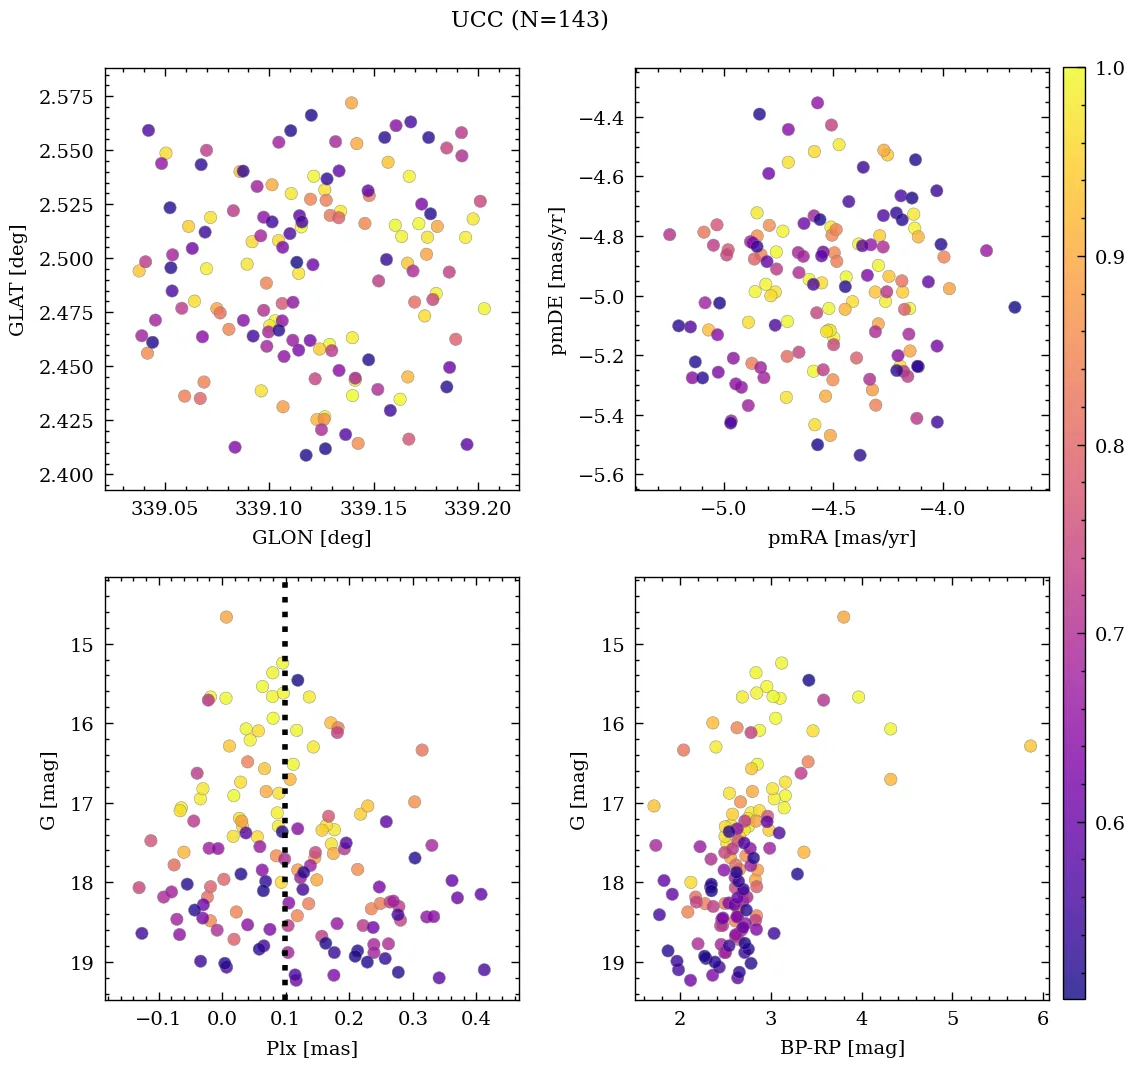 UCC (N=143)
2.575
2.550
2.525
2.500
2.475
2.450
2.425
2.400
GLAT [deg]
339.05 339.10 339.15 339.20
GLON [deg]
−4.4
−4.6
−4.8
−5.0
−5.2
−5.4
−5.6
pmDE [mas/yr]
−5.0 −4.5 −4.0
pmRA [mas/yr]
15
16
17
18
19
G [mag]
−0.1 0.0 0.1 0.2 0.3 0.4
Plx [mas]
15
16
17
18
19
G [mag]
2 3 4 5 6
BP-RP [mag]
1.0
0.9
0.8
0.7
0.6